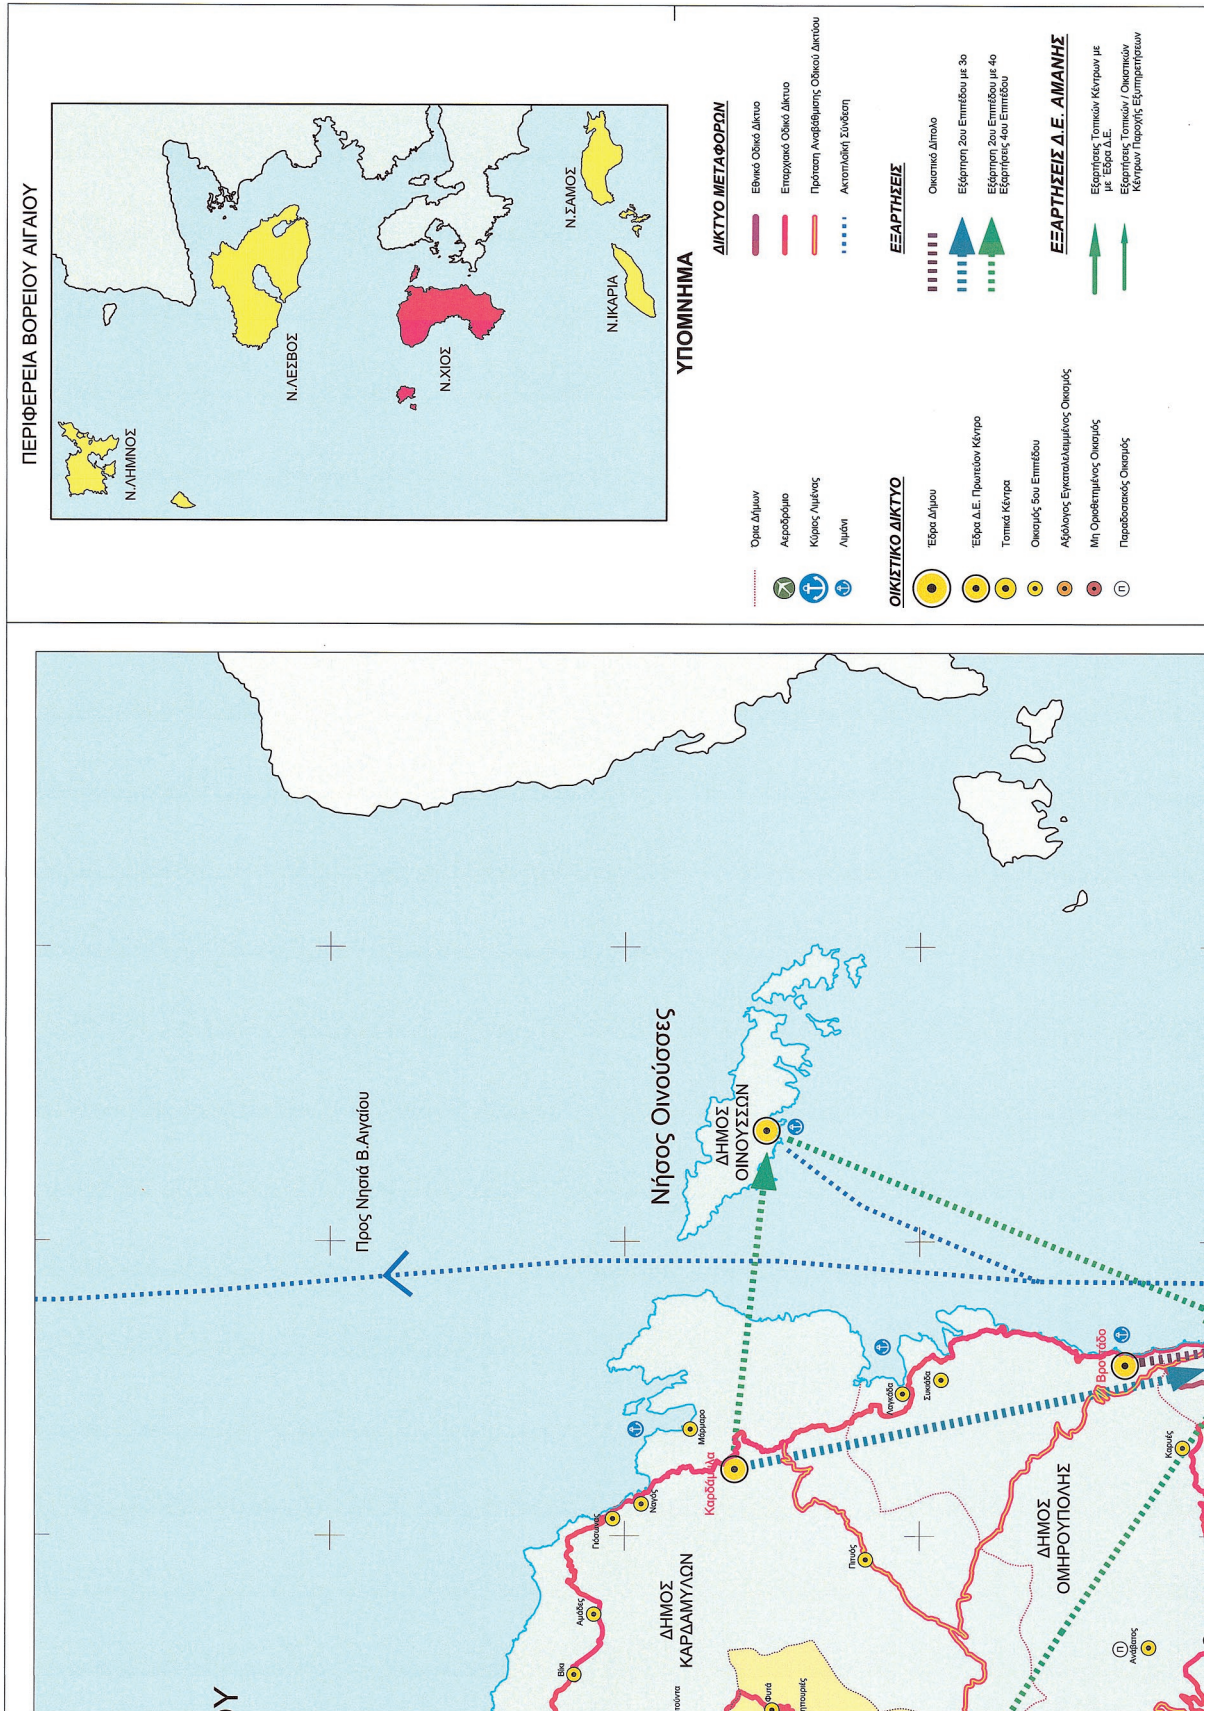 ΠΕΡΙΦΕΡΕΙΑ ΒΟΡΕΙΟΥ ΑΙΓΑΙΟΥ
Ν.ΛΗΜΝΟΣ
Ν.ΛΕΣΒΟΣ
Ν.ΧΙΟΣ
Ν.ΣΑΜΟΣ
Ν.ΙΚΑΡΙΑ
ΥΠΟΜΝΗΜΑ
Όρια Δήμων
Αεροδρόμιο
Κύριος Λιμένας
Λιμάνι
ΔΙΚΤΥΟ ΜΕΤΑΦΟΡΩΝ
Εθνικό Οδικό Δίκτυο
Επαρχιακό Οδικό Δίκτυο
Πρόταση Αναβάθμισης Οδικού Δικτύου
Ακτοπλοϊκή Σύνδεση
ΟΙΚΙΣΤΙΚΟ ΔΙΚΤΥΟ
Έδρα Δήμου
Έδρα Δ.Ε. Πρωτεύον Κέντρο
Τοπικά Κέντρα
Οικισμός 5ου Επιπέδου
Αξιόλογος Εγκαταλελειμμένος Οικισμός
Μη Οριοθετημένος Οικισμός
Π
Παραδοσιακός Οικισμός
ΕΞΑΡΤΗΣΕΙΣ
Οικιστικό Δίπολο
Εξάρτηση 2ου Επιπέδου με 3ο
Εξάρτηση 2ου Επιπέδου με 4ο
Εξαρτήσεις 4ου Επιπέδου
ΕΞΑΡΤΗΣΕΙΣ Δ.Ε. ΑΜΑΝΗΣ
Εξαρτήσεις Τοπικών Κέντρων με
με Έδρα Δ.Ε.
Εξαρτήσεις Τοπικών / Οικιστικών
Κέντρων Παροχής Εξυπηρετήσεων
Προς Νησιά Β.Αιγαίου
Νήσος Οινούσσες
ΔΗΜΟΣ
ΟΙΝΟΥΣΣΩΝ
Μάρμαρο
Καρδάμυλα
Ναγός
Γιόσωνας
Αμάδες
Βίκι
ΔΗΜΟΣ
ΚΑΡΔΑΜΥΛΩΝ
Λαγκάδα
Συκιάδα
Βροντάδο
Πιτυός
Καρυές
ΔΗΜΟΣ
ΟΜΗΡΟΥΠΟΛΗΣ
Π
Ανάβατος
Φυτά
ΟΥ